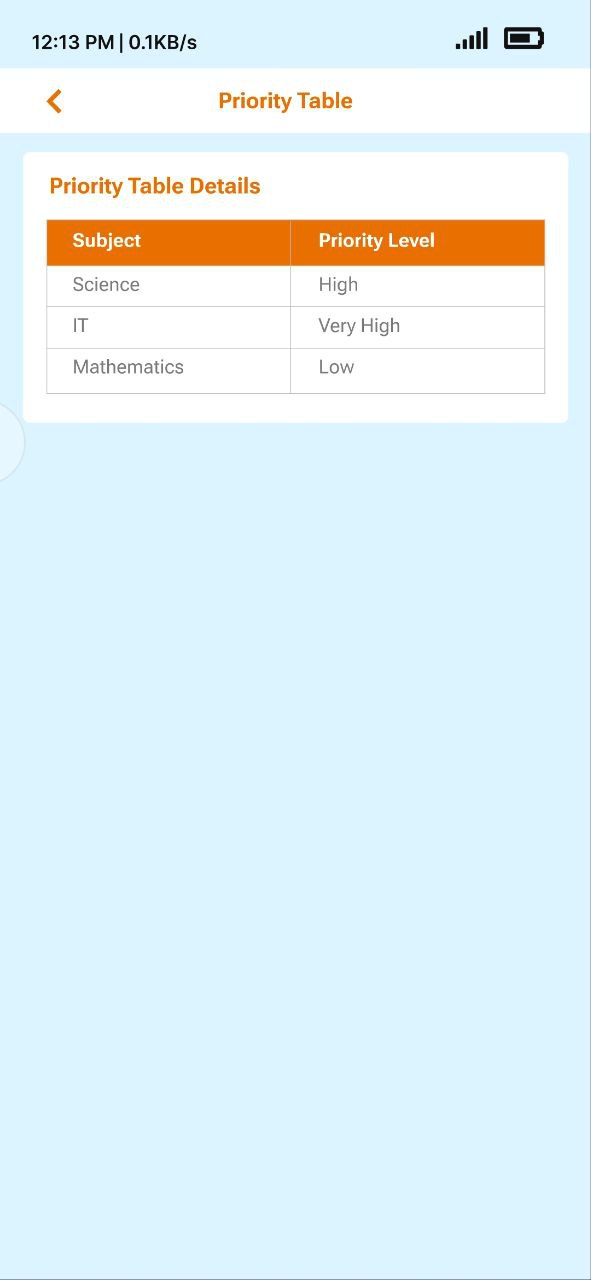 12:13 PM | 0.1KB/s
Priority Table
Priority Table Details
Subject Priority Level
Science High
IT Very High
Mathematics Low